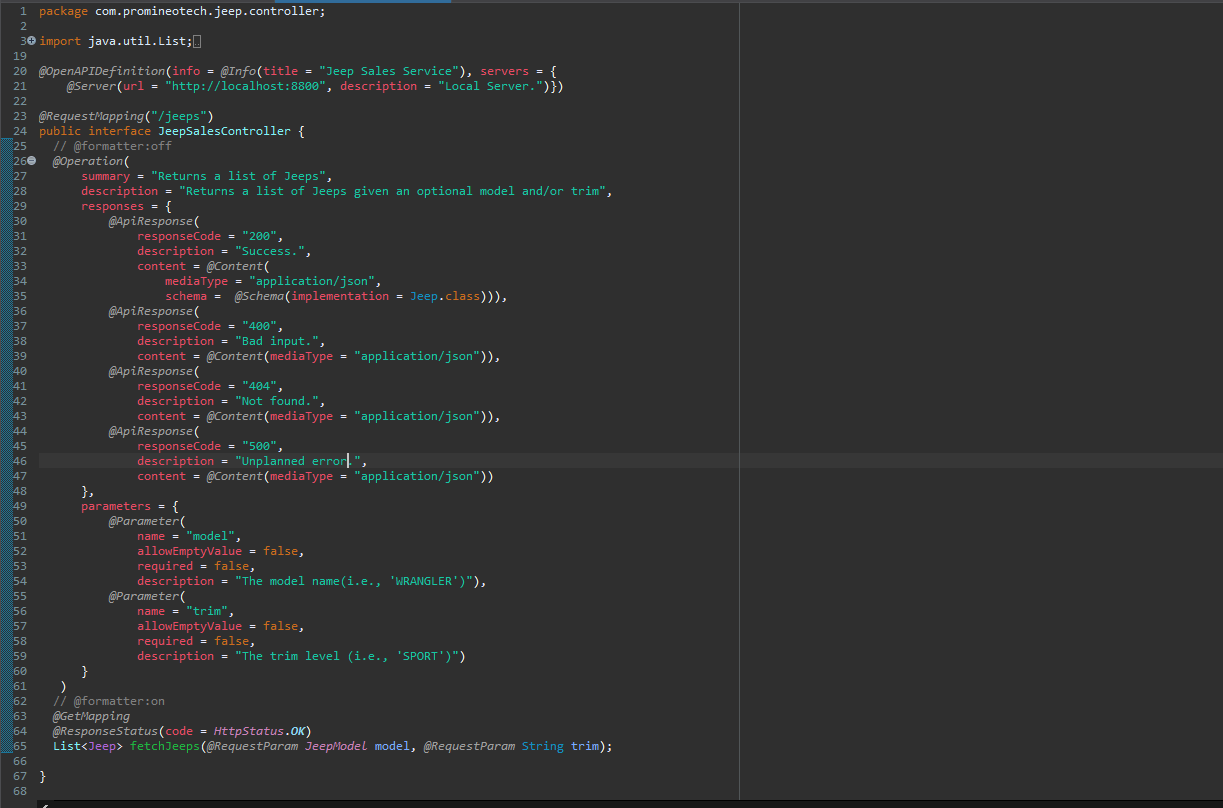 1 package com.promineotech.jeep.controller;
2
3 import java.util.List;
19
20 @OpenAPIDefinition(info = @Info(title = "Jeep Sales Service"), servers = {
21     @Server(url = "http://localhost:8800", description = "Local Server.")})
22
23 @RequestMapping("/jeeps")
24 public interface JeepSalesController {
25   // @formatter:off
26   @Operation(
27       summary = "Returns a list of Jeeps",
28       description = "Returns a list of Jeeps given an optional model and/or trim",
29       responses = {
30           @ApiResponse(
31               responseCode = "200",
32               description = "Success.",
33               content = @Content(
34                   mediaType = "application/json",
35                   schema =  @Schema(implementation = Jeep.class))),
36           @ApiResponse(
37               responseCode = "400",
38               description = "Bad input.",
39               content = @Content(mediaType = "application/json")),
40           @ApiResponse(
41               responseCode = "404",
42               description = "Not found.",
43               content = @Content(mediaType = "application/json")),
44           @ApiResponse(
45               responseCode = "500",
46               description = "Unplanned error.",
47               content = @Content(mediaType = "application/json"))
48       },
49       parameters = {
50           @Parameter(
51               name = "model",
52               allowEmptyValue = false,
53               required = false,
54               description = "The model name(i.e., 'WRANGLER')"),
55           @Parameter(
56               name = "trim",
57               allowEmptyValue = false,
58               required = false,
59               description = "The trim level (i.e., 'SPORT')")
60       }
61    )
62   // @formatter:on
63   @GetMapping
64   @ResponseStatus(code = HttpStatus.OK)
65   List<Jeep> fetchJeeps(@RequestParam JeepModel model, @RequestParam String trim);
66
67 }
68